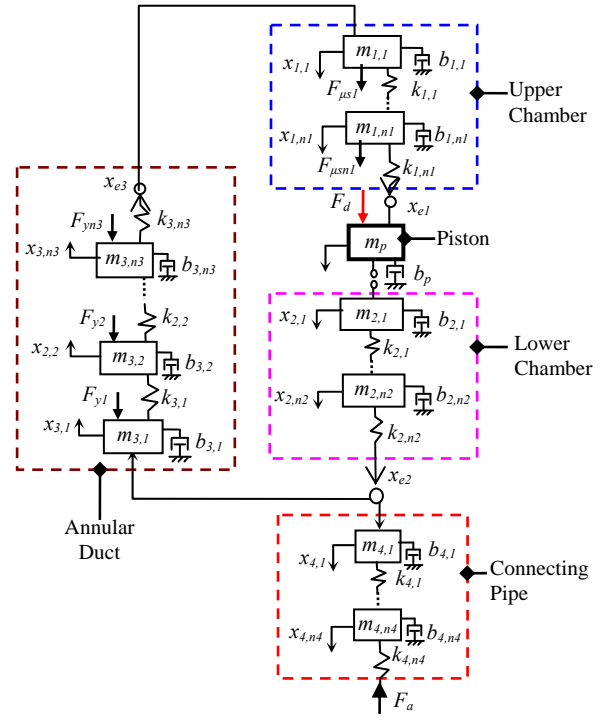 m1,1
x1,1
b1,1
Fμs1
k1,1
m1,n1
x1,n1
b1,n1
Fμsn1
k1,n1
Upper
Chamber
xe3
Fyn3
k3,n3
x3,n3
m3,n3
b3,n3
Fy2
k2,2
x2,2
m3,2
b3,2
Fy1
k3,1
x3,1
m3,1
b3,1
Annular
Duct
Fd
xe1
mp
Piston
bp
m2,1
x2,1
b2,1
k2,1
m2,n2
x2,n2
b2,n2
k2,n2
Lower
Chamber
xe2
m4,1
x4,1
b4,1
k4,1
m4,n4
x4,n4
b4,n4
k4,n4
Connecting
Pipe
Fa